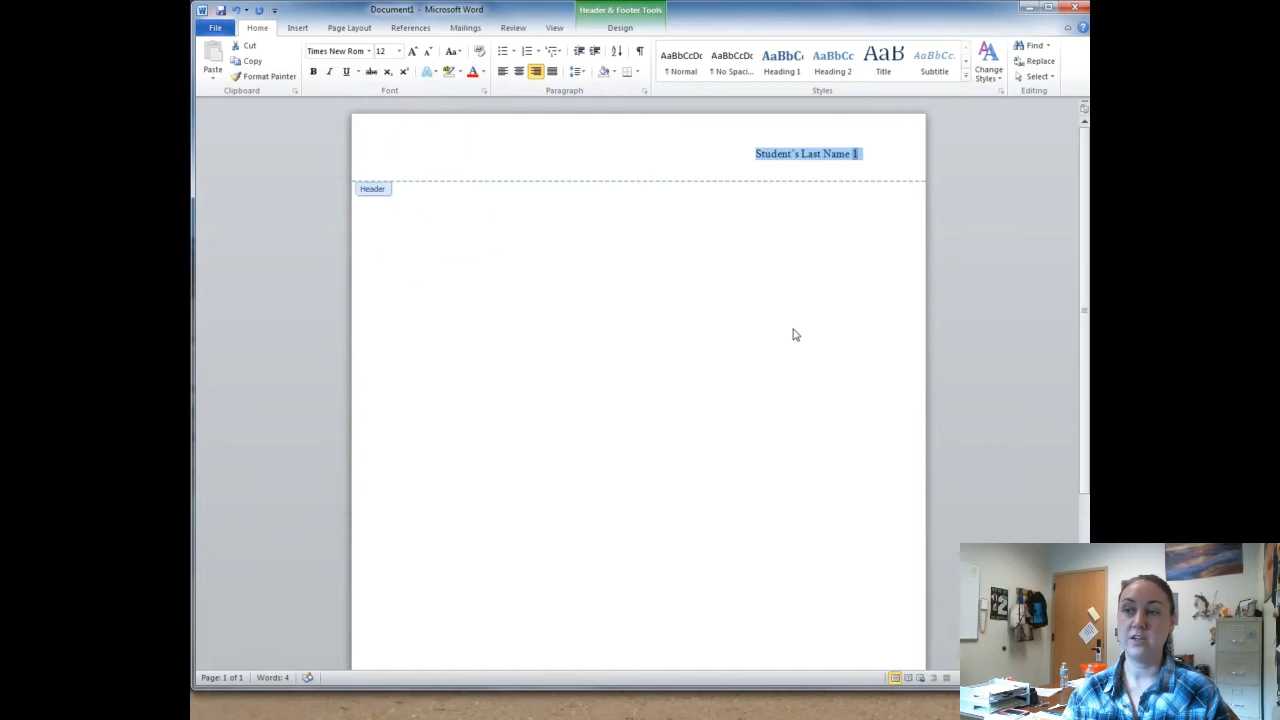 Document1 - Microsoft Word
Header & Footer Tools
File Home Insert Page Layout References Mailings Review View Design
Cut
Copy
Format Painter
Paste
Clipboard
Times New Rom 12
B I U abc x₂ x²
Font
Paragraph
AaBbCcDc AaBbCcDc AaBbC AaBbCc AaB AaBbCc.
¶ Normal ¶ No Spaci... Heading 1 Heading 2 Title Subtitle
Change Styles
Styles
Find
Replace
Select
Editing
Student's Last Name 1
Header
Page: 1 of 1 Words: 4